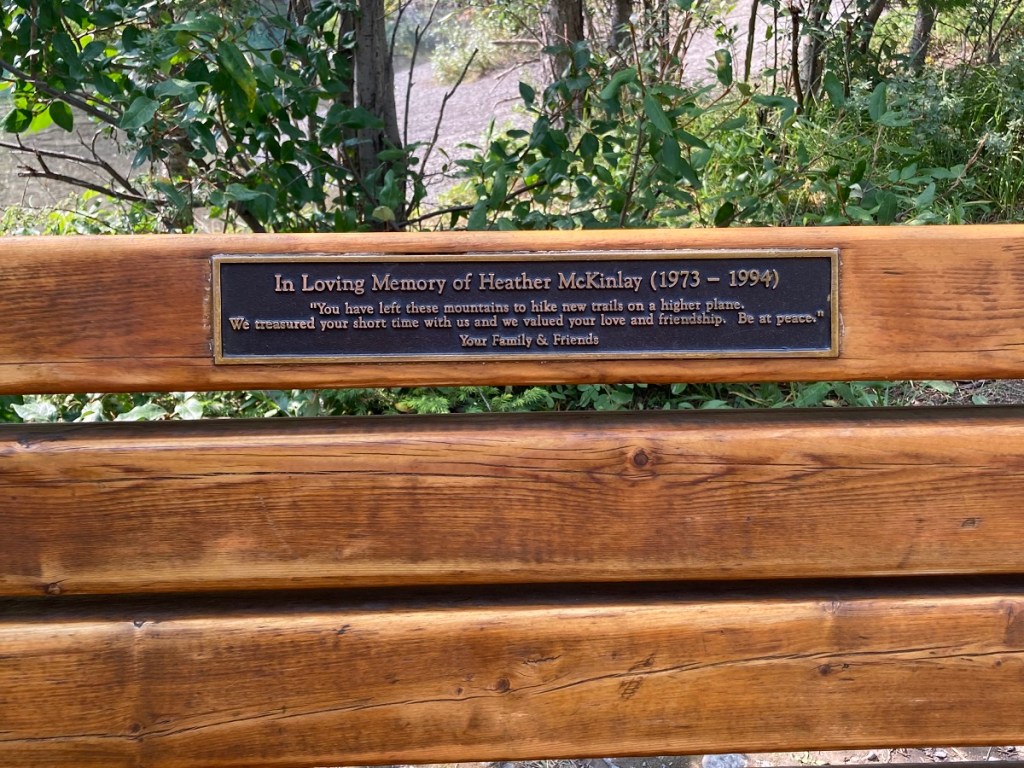 In Loving Memory of Heather McKinlay (1973 – 1994)
"You have left these mountains to hike new trails on a higher plane.
We treasured your short time with us and we valued your love and friendship. Be at peace."
Your Family & Friends